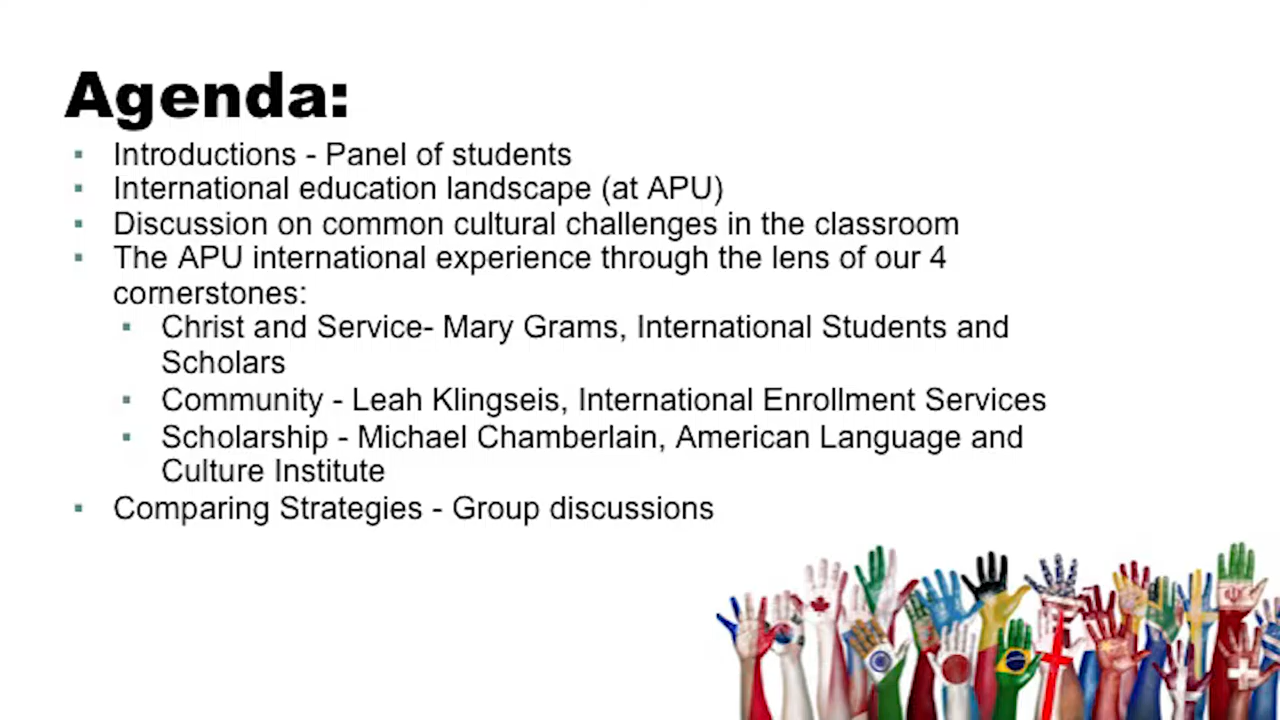 Agenda:
▪ Introductions - Panel of students
▪ International education landscape (at APU)
▪ Discussion on common cultural challenges in the classroom
▪ The APU international experience through the lens of our 4
cornerstones:
▪ Christ and Service- Mary Grams, International Students and
Scholars
▪ Community - Leah Klingseis, International Enrollment Services
▪ Scholarship - Michael Chamberlain, American Language and
Culture Institute
▪ Comparing Strategies - Group discussions